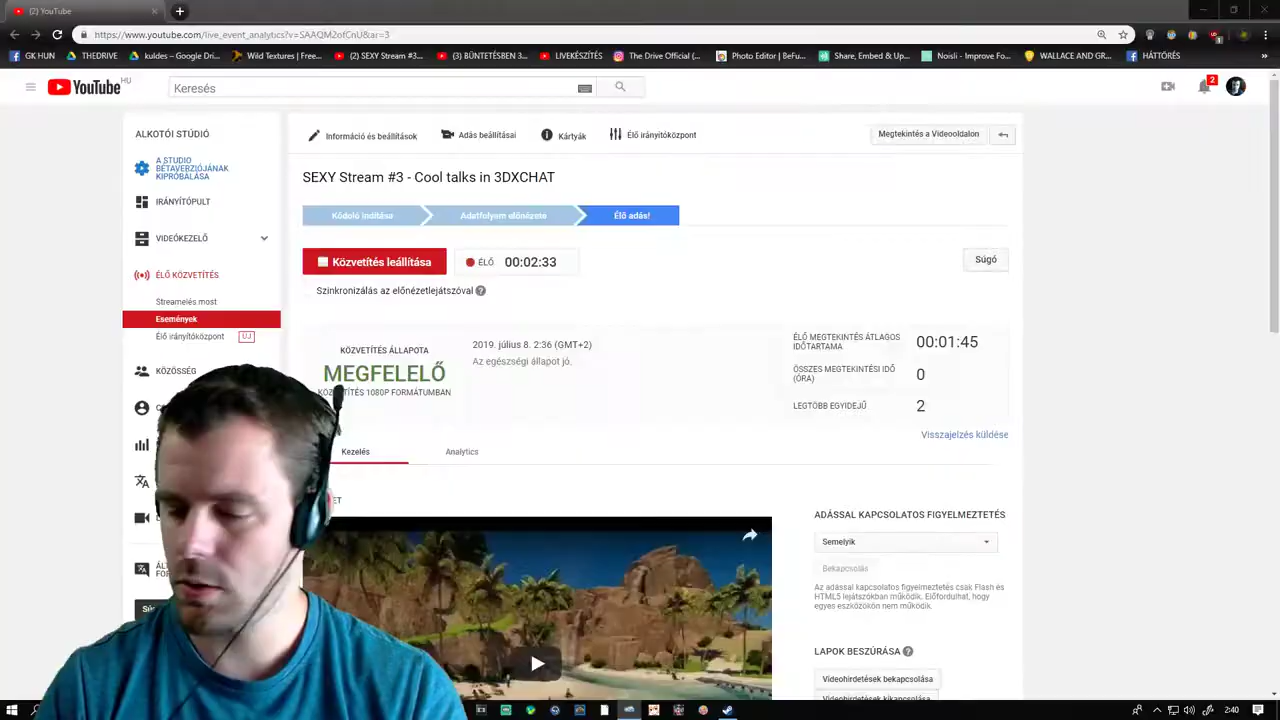 YouTube
https://www.youtube.com/live_event_analytics?v=SAAQM2ofCnU&ar=3
GK HUN
THEDRIVE
kuldes – Google Dri...
Wild Textures | Free...
(2) SEXY Stream #3...
(3) BÜNTETÉSBEN 3...
LIVEKÉSZÍTÉS
The Drive Official (...
Photo Editor | BeFu...
Share, Embed & Up...
Noisli - Improve Fo...
WALLACE AND GR...
HÁTTÖRÉS
YouTube HU
Keresés
2
ALKOTÓI STÚDIÓ
A STUDIO
BÉTAVERZIÓJÁNAK
KIPRÓBÁLÁSA
IRÁNYÍTÓPULT
VIDEÓKEZELŐ
ÉLŐ KÖZVETÍTÉS
Streamelés most
Események
Élő irányítóközpont
ÚJ
KÖZÖSSÉG
Információ és beállítások
Adás beállításai
Kártyák
Élő irányítóközpont
Megtekintés a Videooldalon
SEXY Stream #3 - Cool talks in 3DXCHAT
Kódoló indítása
Adatfolyam előnézete
Élő adás!
Közvetítés leállítása
ÉLŐ 00:02:33
Súgó
Szinkronizálás az előnézetlejátszóval
KÖZVETÍTÉS ÁLLAPOTA
MEGFELELŐ
KÖZVETÍTÉS 1080P FORMÁTUMBAN
2019. július 8. 2:36 (GMT+2)
Az egészségi állapot jó.
ÉLŐ MEGTEKINTÉS ÁTLAGOS
IDŐTARTAMA
00:01:45
ÖSSZES MEGTEKINTÉSI IDŐ
(ÓRA)
0
LEGTÖBB EGYIDEJŰ
2
Visszajelzés küldése
Kezelés
Analytics
ET
ADÁSSAL KAPCSOLATOS FIGYELMEZTETÉS
Semelyik
Bekapcsolás
Az adással kapcsolatos figyelmeztetés csak Flash és
HTML5 lejátszókban működik. Előfordulhat, hogy
egyes eszközökön nem működik.
LAPOK BESZÚRÁSA
Videohirdetések bekapcsolása
Videohirdetések kikapcsolása
2:40